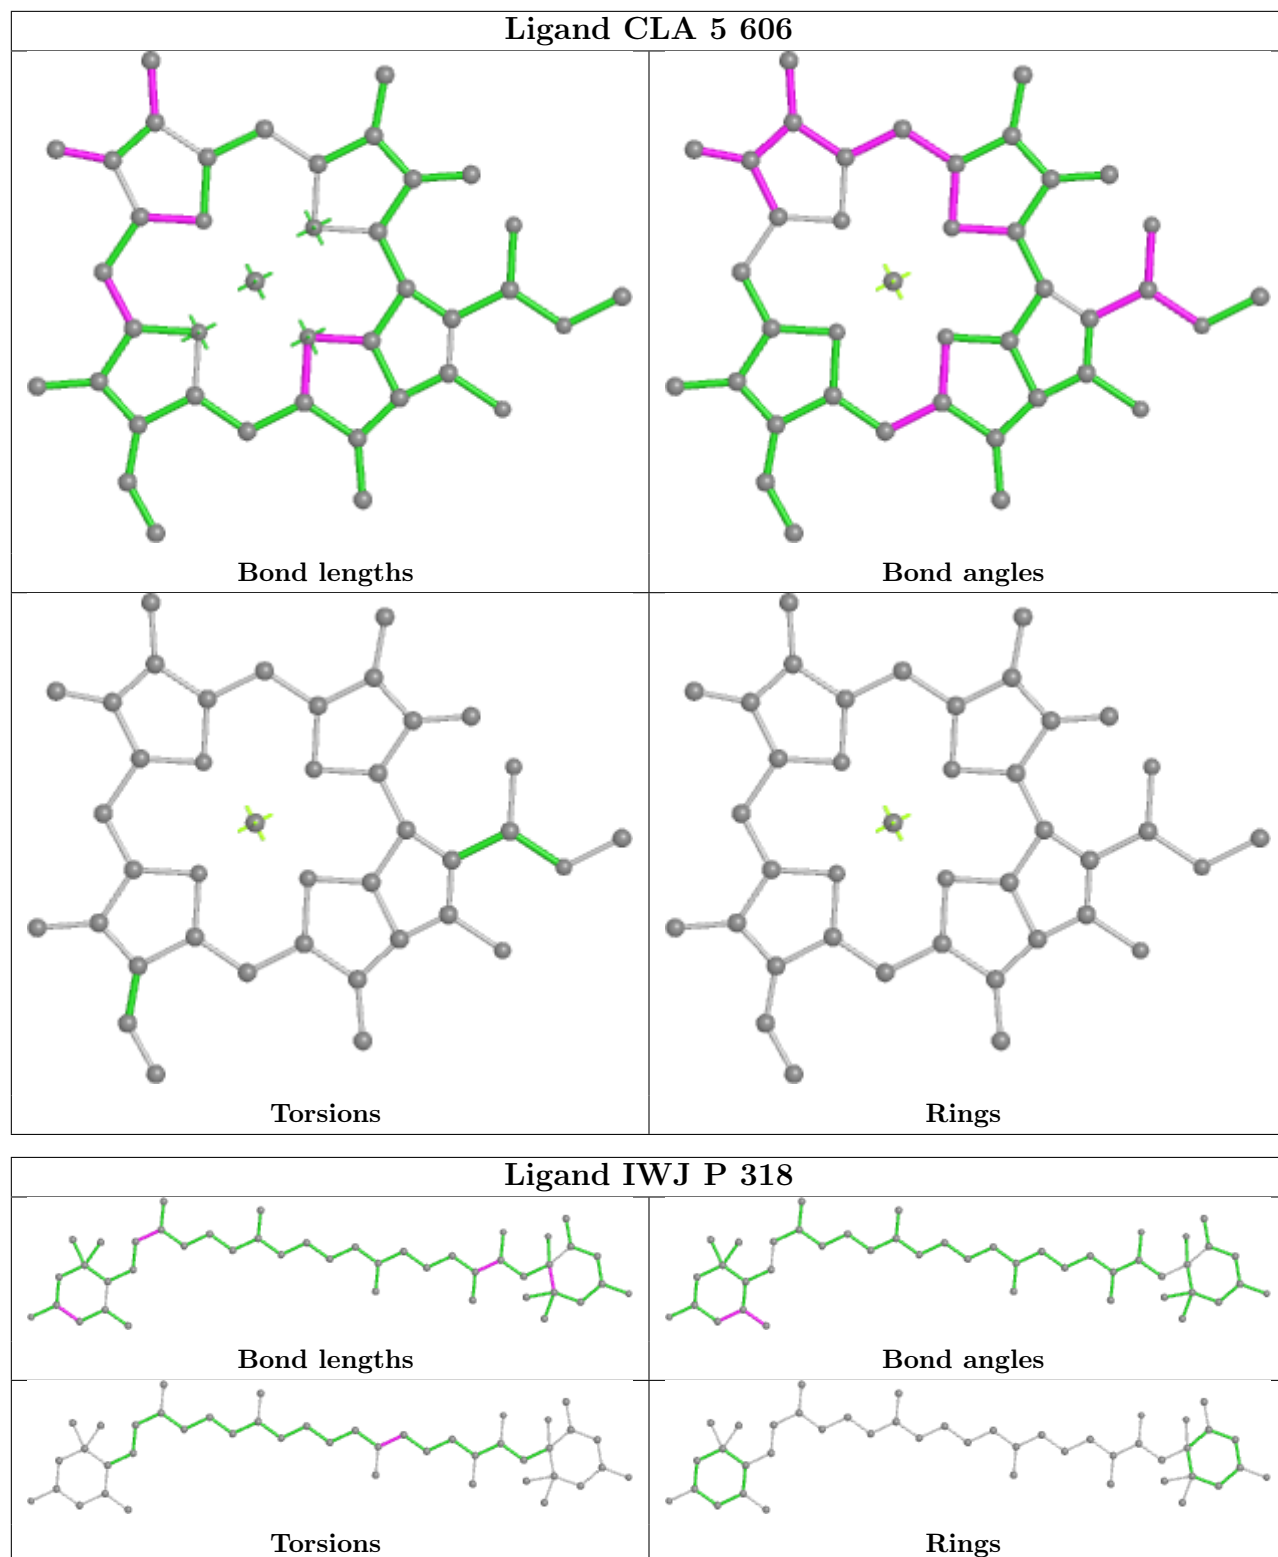 Ligand CLA 5 606
Bond lengths
Bond angles
Torsions
Rings
Ligand IWJ P 318
Bond lengths
Bond angles
Torsions
Rings